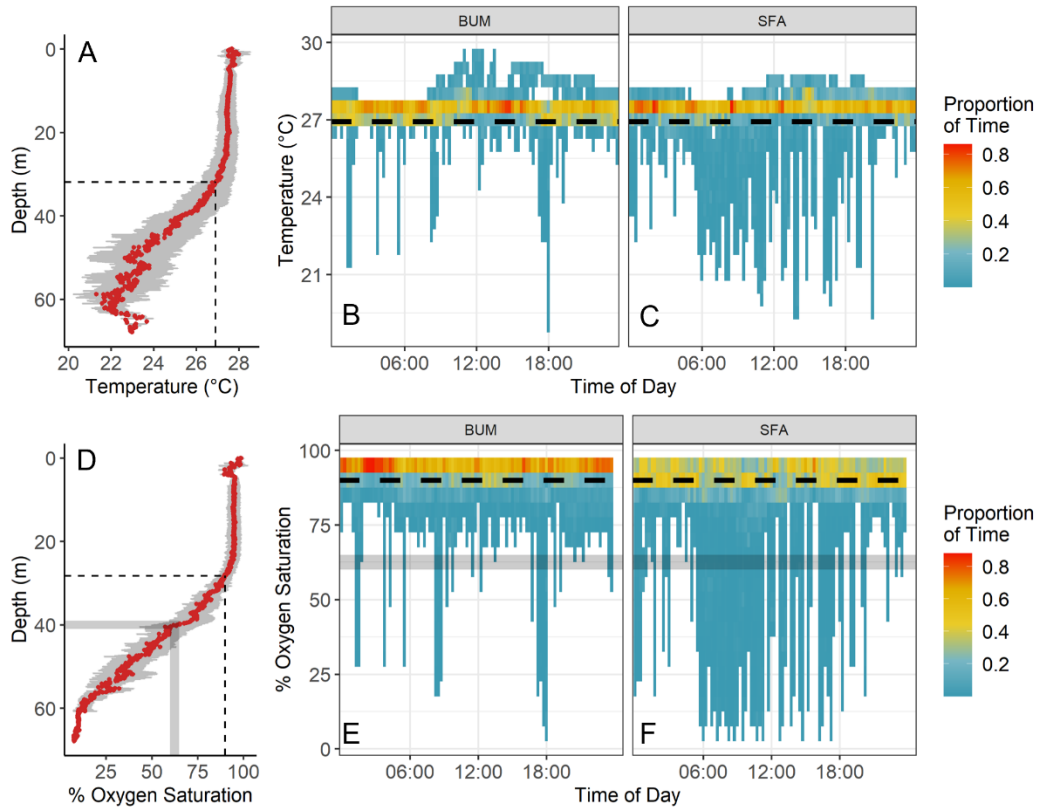 A
Depth (m)
0
20
40
60
20 22 24 26 28
Temperature (°C)
BUM SFA
Temperature (°C)
30
27
24
21
B C
06:00 12:00 18:00 06:00 12:00 18:00
Time of Day
Proportion
of Time
0.8
0.6
0.4
0.2
D
Depth (m)
0
20
40
60
25 50 75 100
% Oxygen Saturation
BUM SFA
% Oxygen Saturation
100
75
50
25
0
E F
06:00 12:00 18:00 06:00 12:00 18:00
Time of Day
Proportion
of Time
0.8
0.6
0.4
0.2